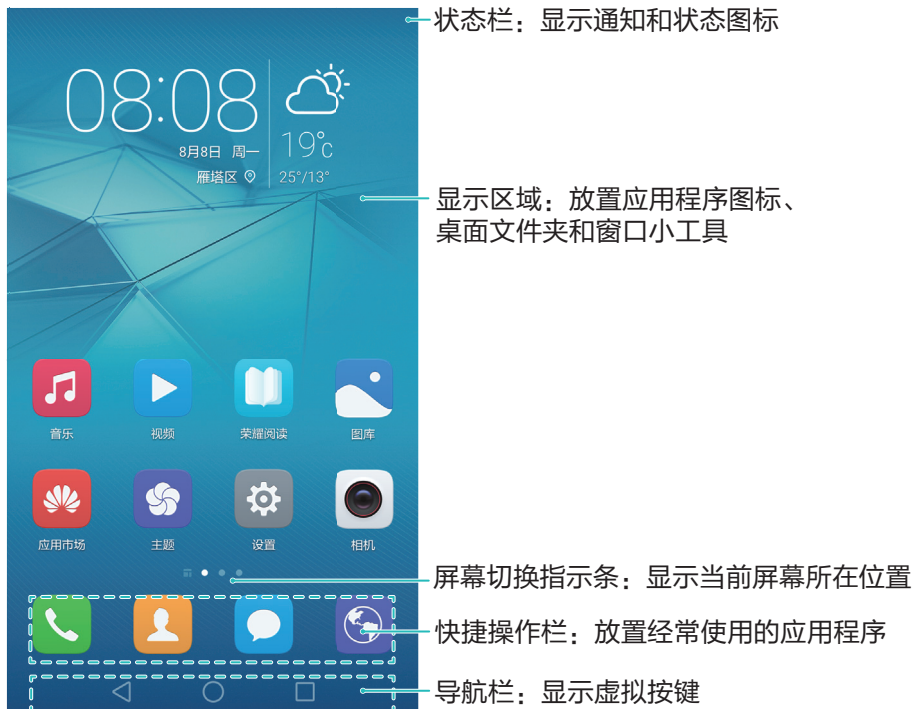 状态栏：显示通知和状态图标
08:08
8月8日 周一
雁塔区
19°c
25°/13°
显示区域：放置应用程序图标、
桌面文件夹和窗口小工具
音乐 视频 荣耀阅读 图库
应用市场 主题 设置 相机
屏幕切换指示条：显示当前屏幕所在位置
快捷操作栏：放置经常使用的应用程序
导航栏：显示虚拟按键